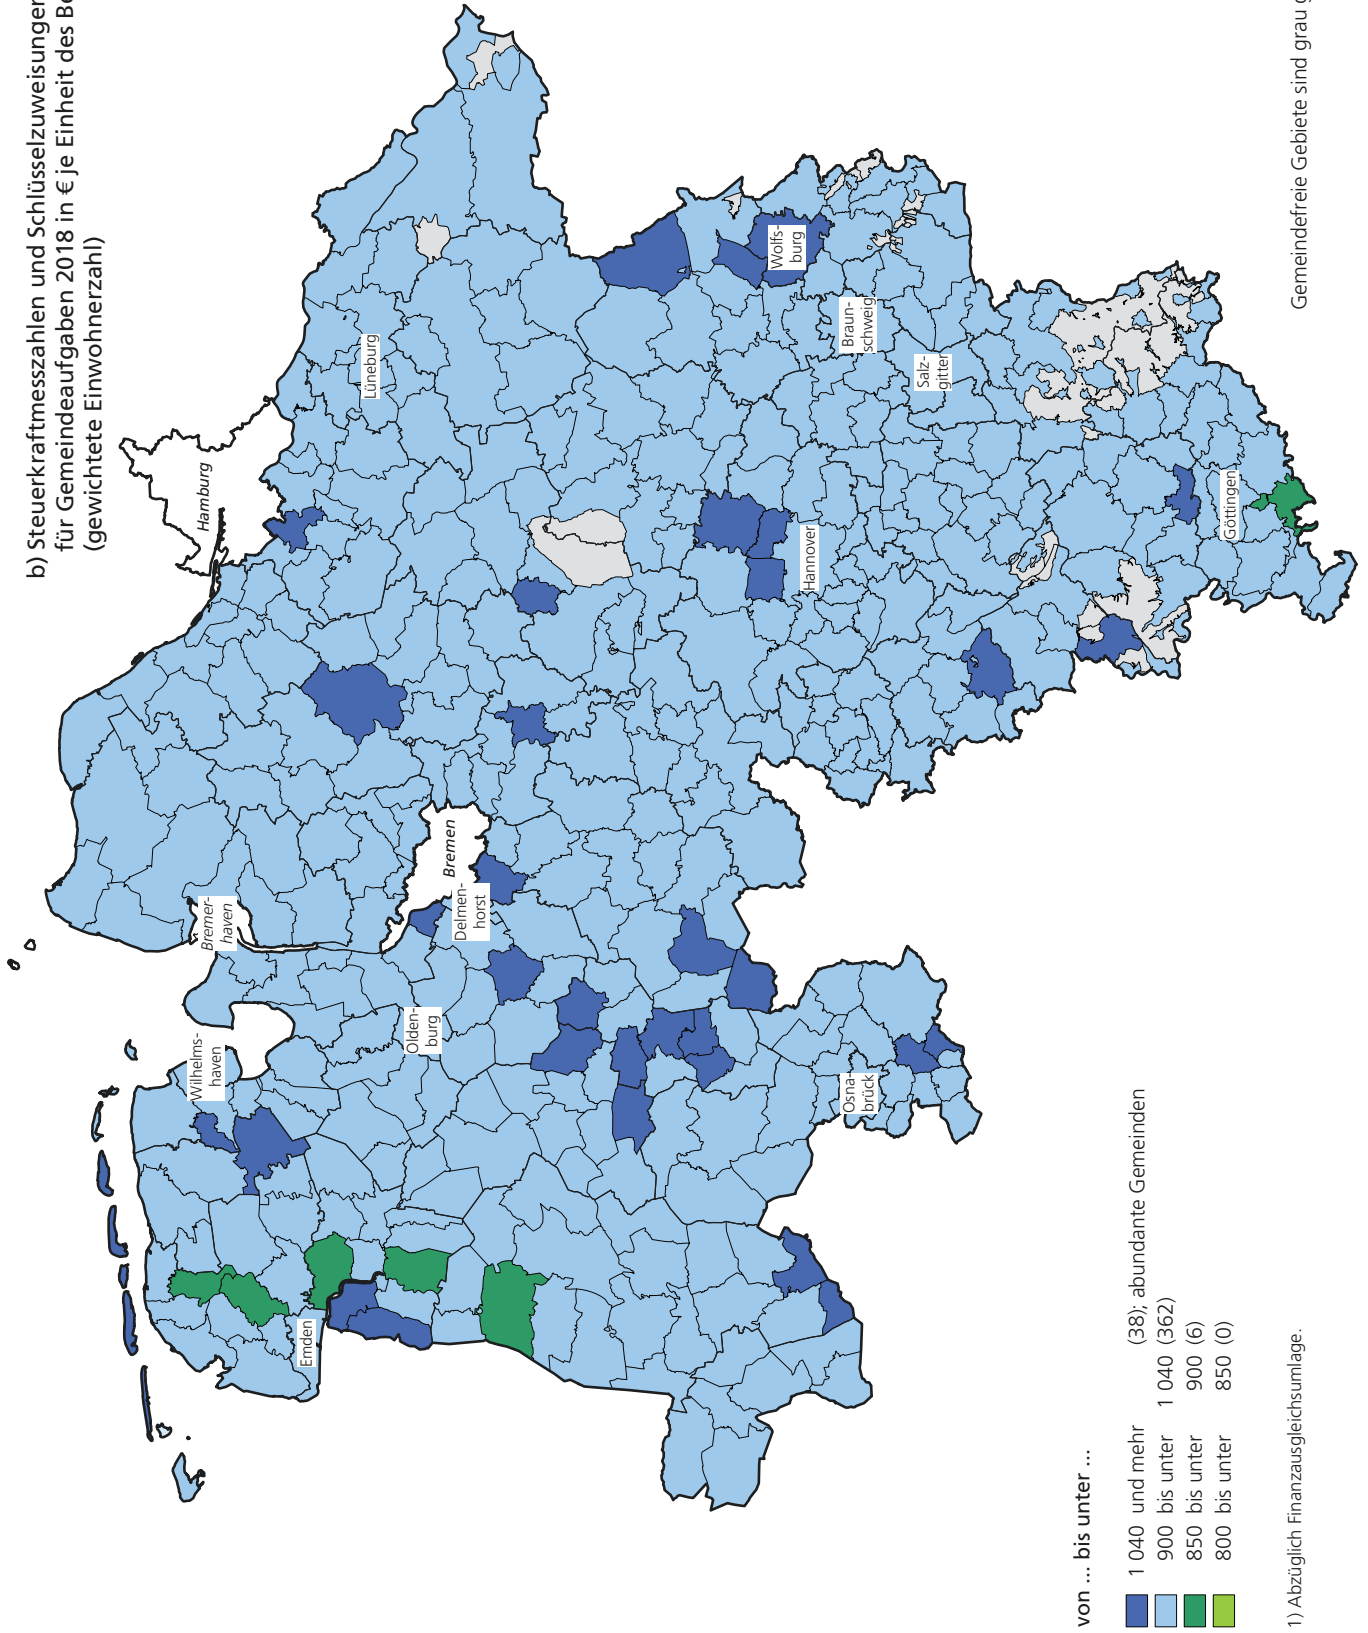 b) Steuerkraftmesszahlen und Schlüsselzuweisungen
für Gemeindeaufgaben 2018 in € je Einheit des
(gewichtete Einwohnerzahl)
Hamburg
Lüneburg
Bremer-
haven
Wilhelms-
haven
Bremen
Delmen-
horst
Olden-
burg
Emden
Wolfs-
burg
Braun-
schweig
Salz-
gitter
Hannover
Osna-
brück
Göttingen
von ... bis unter ...
1 040 und mehr (38); abundante Gemeinden
900 bis unter 1 040 (362)
850 bis unter 900 (6)
800 bis unter 850 (0)
1) Abzüglich Finanzausgleichsumlage.
Gemeindefreie Gebiete sind grau